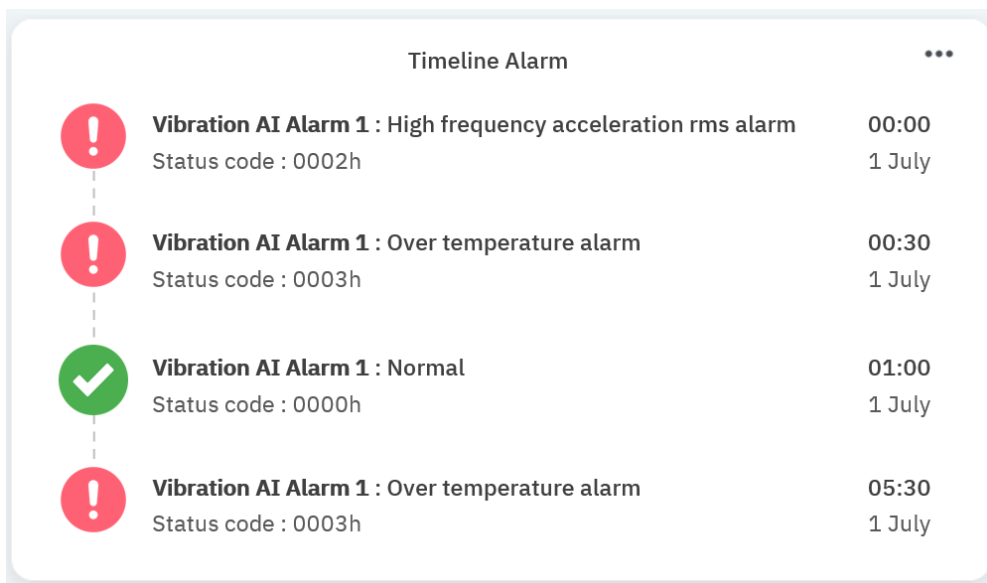 Timeline Alarm
Vibration AI Alarm 1 : High frequency acceleration rms alarm 00:00
Status code : 0002h 1 July
Vibration AI Alarm 1 : Over temperature alarm 00:30
Status code : 0003h 1 July
Vibration AI Alarm 1 : Normal 01:00
Status code : 0000h 1 July
Vibration AI Alarm 1 : Over temperature alarm 05:30
Status code : 0003h 1 July